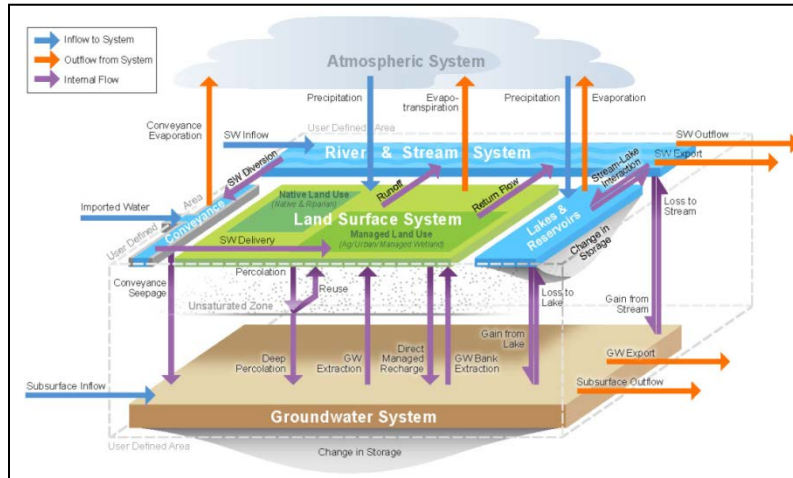 Inflow to System
Outflow from System
Internal Flow
Atmospheric System
Precipitation
Evapo-
transpiration
Precipitation
Evaporation
Conveyance
Evaporation
SW Inflow
User Defined Area
SW Outflow
SW Export
River & Stream System
SW Diversion
Runoff
Return Flow
Stream-Lake
Interaction
Imported Water
User Defined Area
Conveyance
Native Land Use
(Native & Riparian)
Land Surface System
Managed Land Use
(Ag/Urban/Managed Wetland)
Lakes &
Reservoirs
Loss to
Stream
SW Delivery
Change in
Storage
Conveyance
Seepage
Percolation
Reuse
Loss to
Lake
Unsaturated Zone
Gain from
Stream
Deep
Percolation
GW
Extraction
Direct
Managed
Recharge
GW Bank
Extraction
Gain from
Lake
GW Export
Subsurface Inflow
Subsurface Outflow
Groundwater System
User Defined Area
Change in Storage